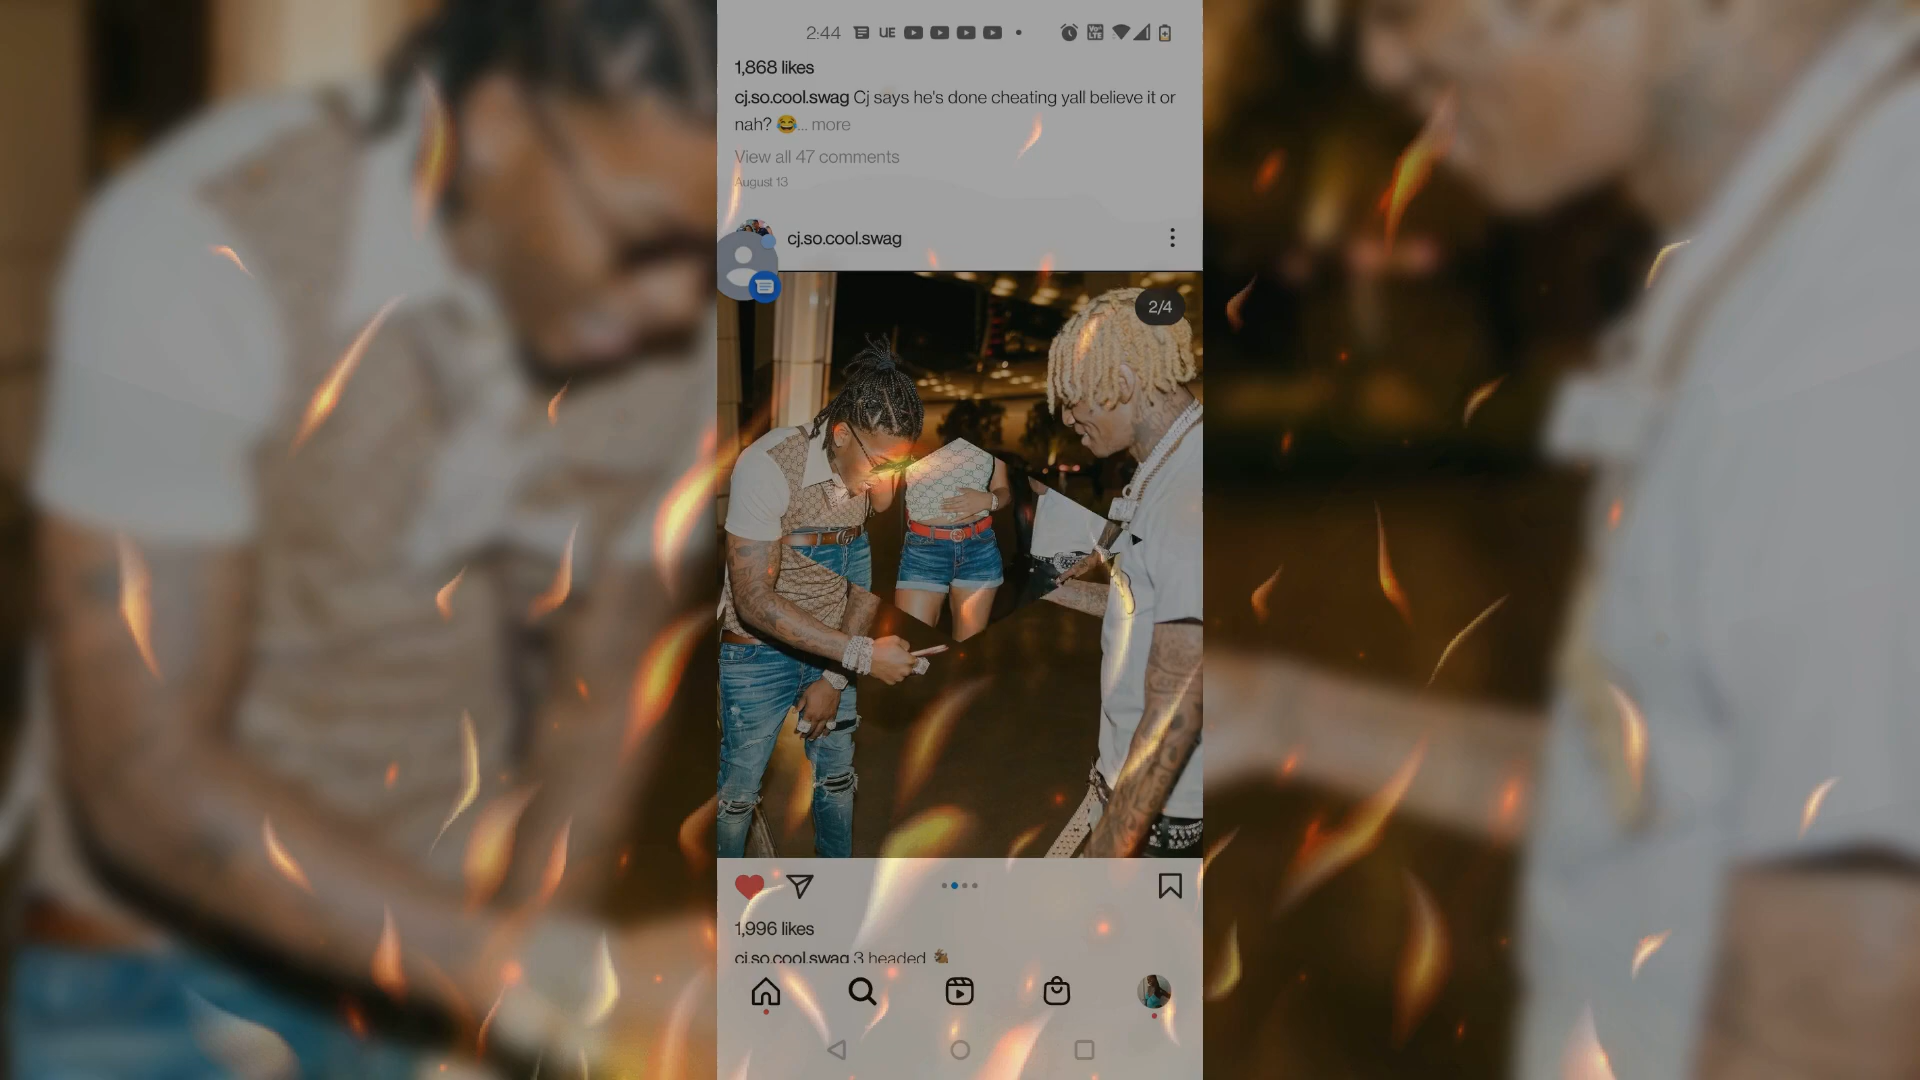 2:44 UE
1,868 likes
cj.so.cool.swag Cj says he's done cheating yall believe it or
nah? 😂... more
View all 47 comments
August 13
cj.so.cool.swag
2/4
1,996 likes
cj.so.cool.swag 3 headed